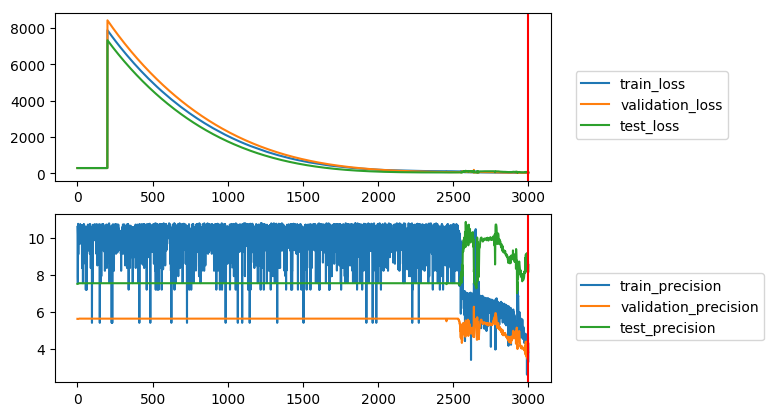 8000
6000
4000
2000
0
train_loss
validation_loss
test_loss
0 500 1000 1500 2000 2500 3000
10
8
6
4
train_precision
validation_precision
test_precision
0 500 1000 1500 2000 2500 3000